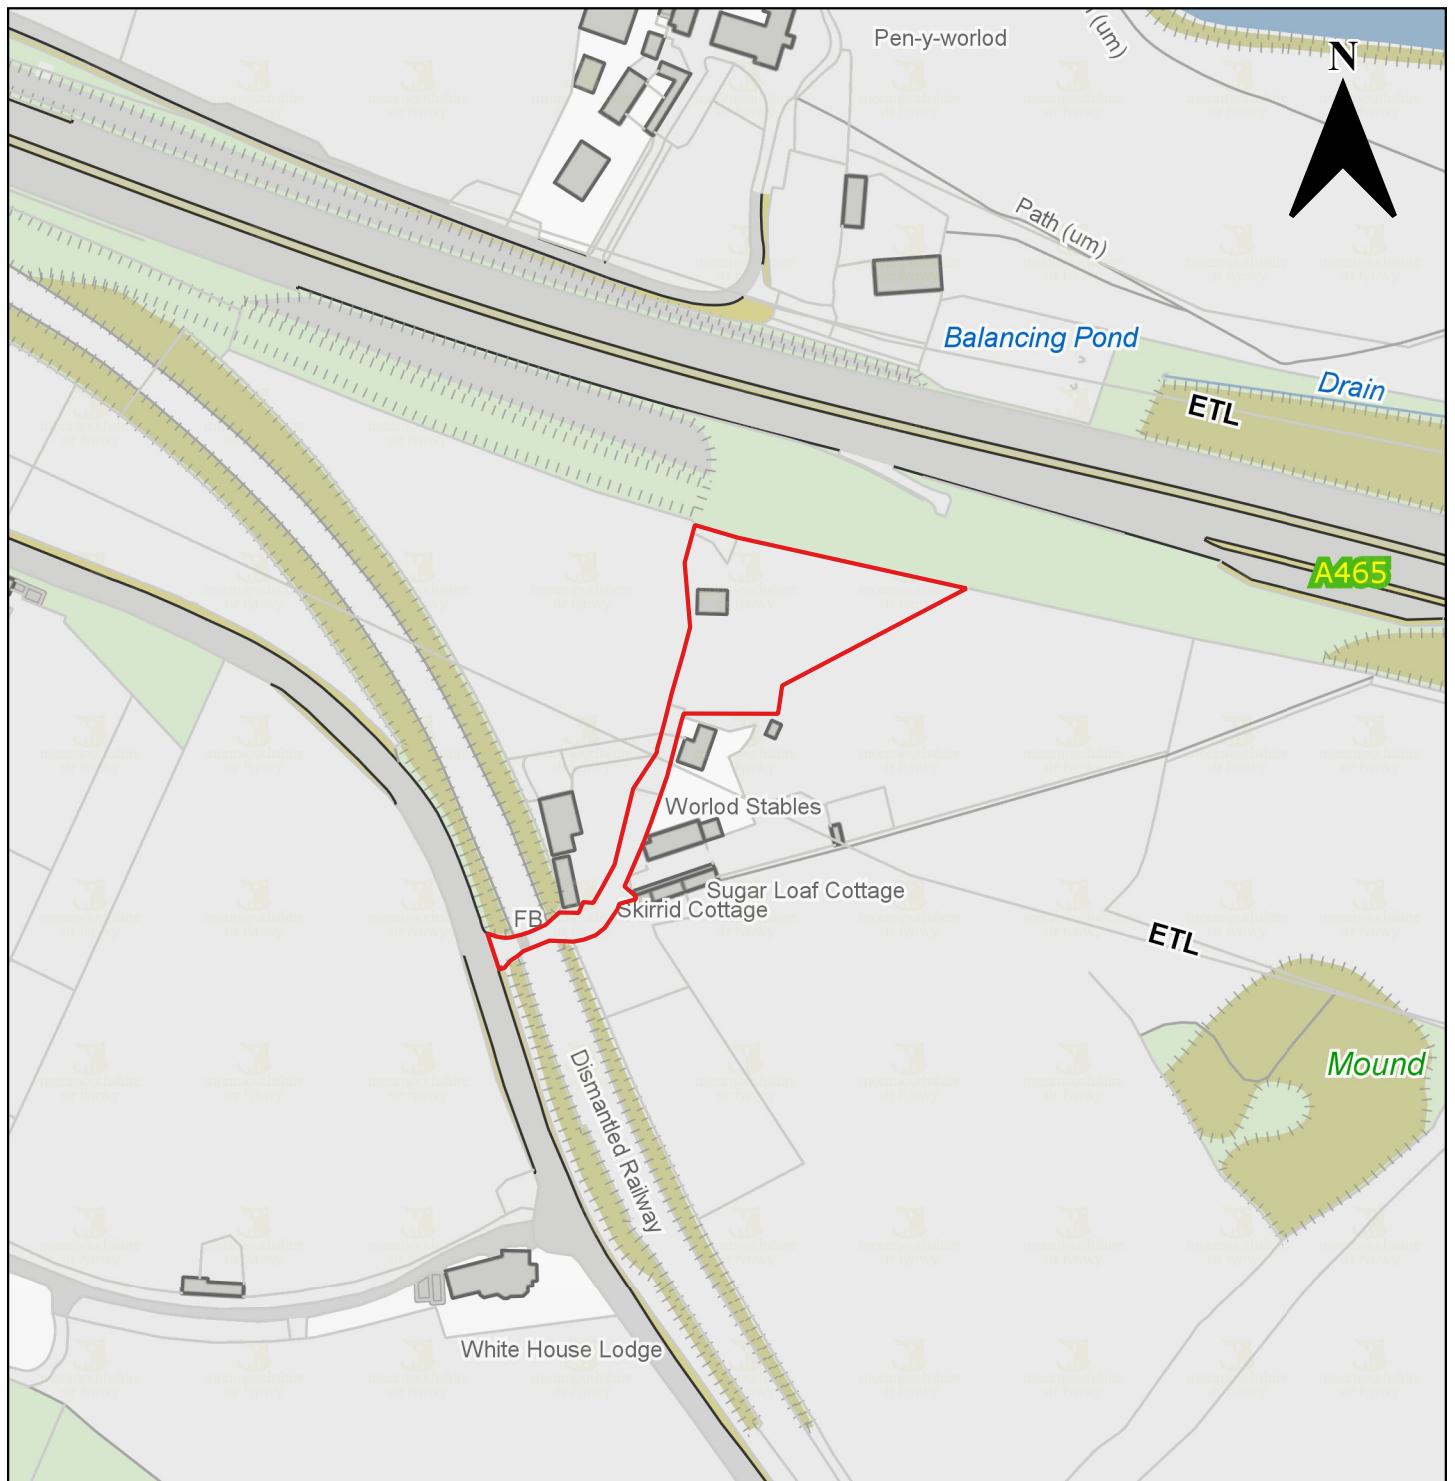 Pen-y-worlod
(um)
N
Path (um)
Balancing Pond
Drain
ETL
A465
Worlod Stables
Sugar Loaf Cottage
Skirrid Cottage
FB
ETL
Mound
Dismantled Railway
White House Lodge